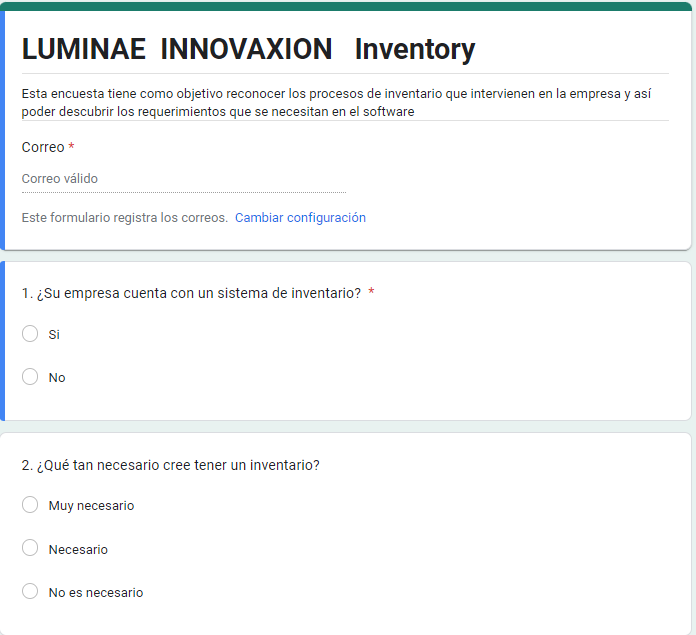 LUMINAE INNOVAXION Inventory
Esta encuesta tiene como objetivo reconocer los procesos de inventario que intervienen en la empresa y así
poder descubrir los requerimientos que se necesitan en el software
Correo *
Correo válido
Este formulario registra los correos. Cambiar configuración
1. ¿Su empresa cuenta con un sistema de inventario? *
Si
No
2. ¿Qué tan necesario cree tener un inventario?
Muy necesario
Necesario
No es necesario